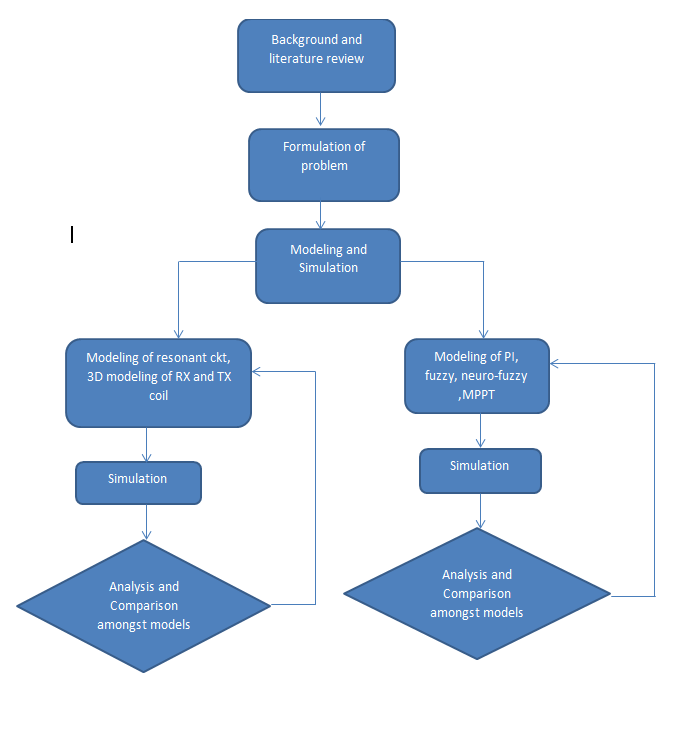 Background and
literature review
Formulation of
problem
Modeling and
Simulation
Modeling of resonant ckt,
3D modeling of RX and TX
coil
Simulation
Analysis and
Comparison
amongst models
Modeling of PI,
fuzzy, neuro-fuzzy
,MPPT
Simulation
Analysis and
Comparison
amongst models